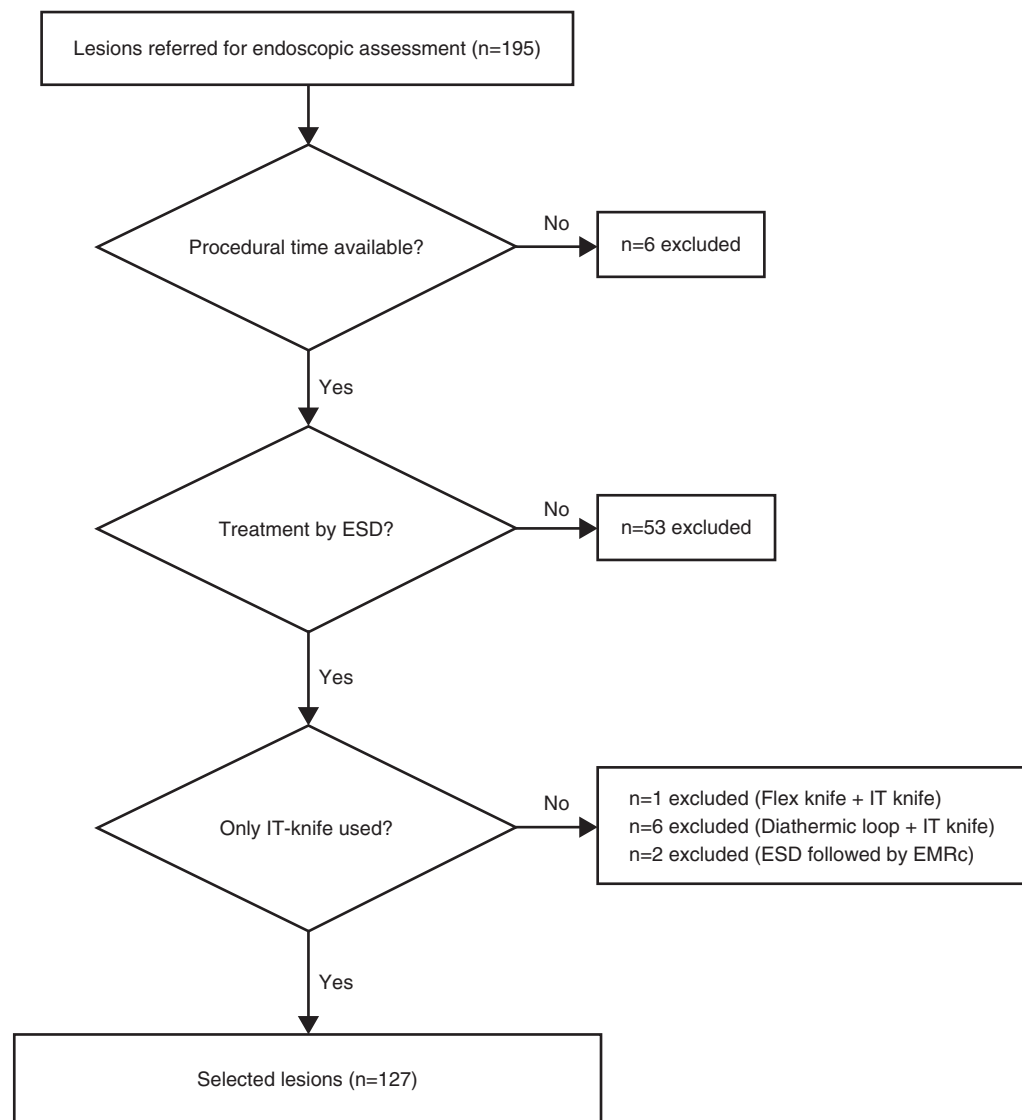 Lesions referred for endoscopic assessment (n=195)
Procedural time available?
No
n=6 excluded
Yes
Treatment by ESD?
No
n=53 excluded
Yes
Only IT-knife used?
No
n=1 excluded (Flex knife + IT knife)
n=6 excluded (Diathermic loop + IT knife)
n=2 excluded (ESD followed by EMRc)
Yes
Selected lesions (n=127)